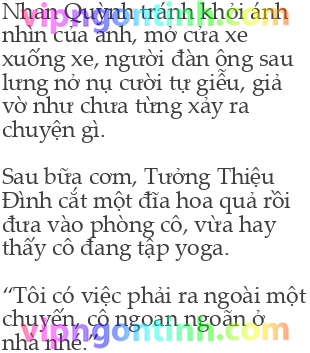 Nhan Quỳnh tránh khỏi ánh
nhìn của anh, mở cửa xe
xuống xe, người đàn ông sau
lưng nở nụ cười tự giễu, giả
vờ như chưa từng xảy ra
chuyện gì.
Sau bữa cơm, Tưởng Thiệu
Đình cắt một đĩa hoa quả rồi
đưa vào phòng cô, vừa hay
thấy cô đang tập yoga.
“Tôi có việc phải ra ngoài một
chuyến, cô ngoan ngoãn ở
nhà nhé.”
vipngontinh.com
vipngontinh.com